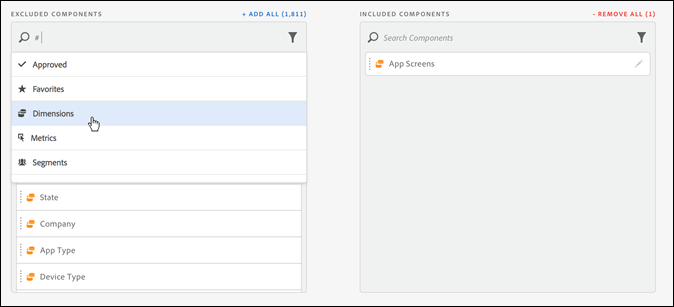 EXCLUDED COMPONENTS + ADD ALL (1,811)
#
Approved
Favorites
Dimensions
Metrics
Segments
State
Company
App Type
Device Type
INCLUDED COMPONENTS - REMOVE ALL (1)
Search Components
App Screens